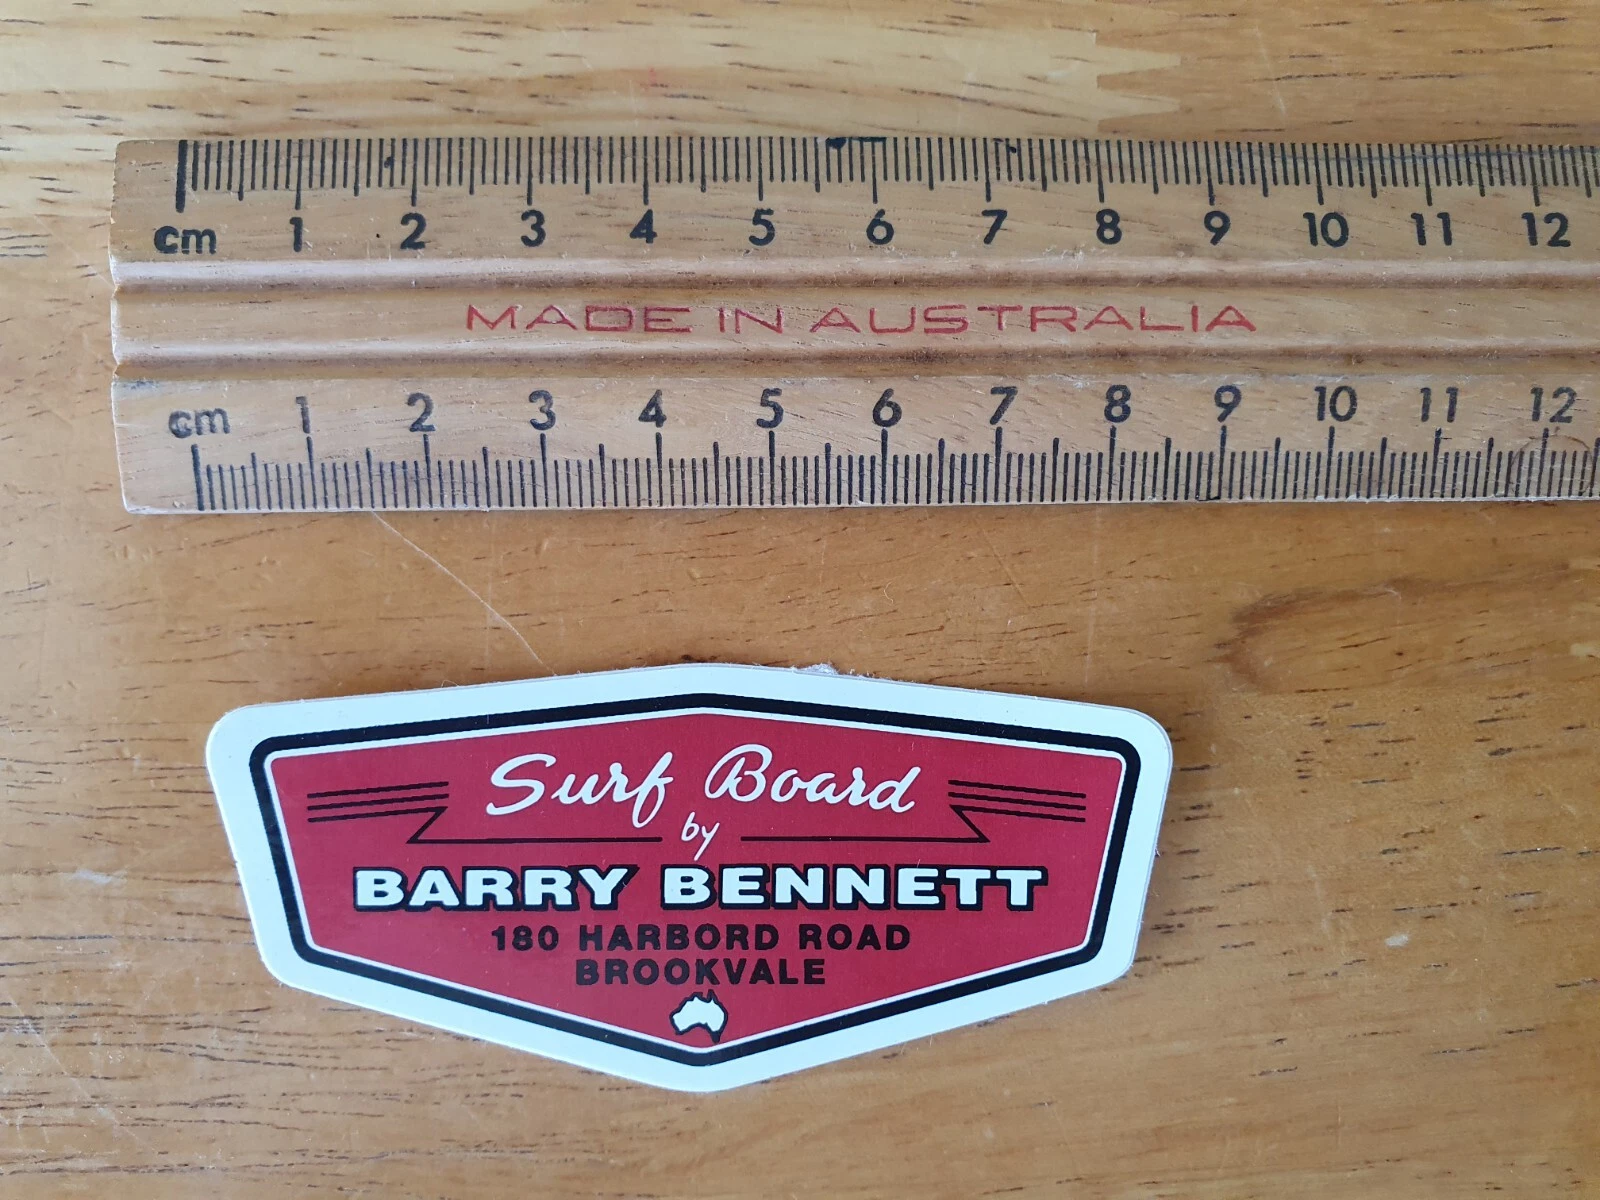 cm 1 2 3 4 5 6 7 8 9 10 11 12
MADE IN AUSTRALIA
cm 1 2 3 4 5 6 7 8 9 10 11 12
Surf Board
by
BARRY BENNETT
180 HARBORD ROAD
BROOKVALE